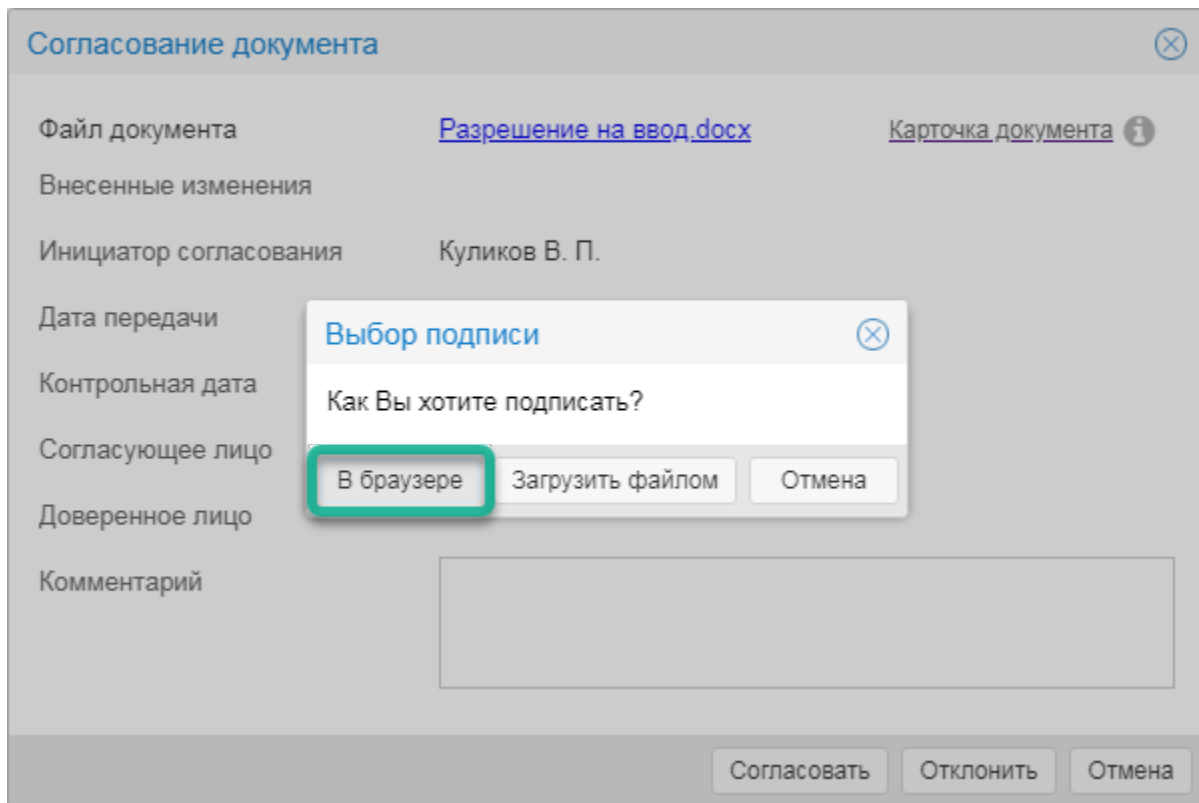 Согласование документа
Файл документа Разрешение на ввод.docx Карточка документа
Внесенные изменения
Инициатор согласования Куликов В. П.
Дата передачи
Выбор подписи
Контрольная дата
Как Вы хотите подписать?
Согласующее лицо
В браузере Загрузить файлом Отмена
Доверенное лицо
Комментарий
Согласовать Отклонить Отмена